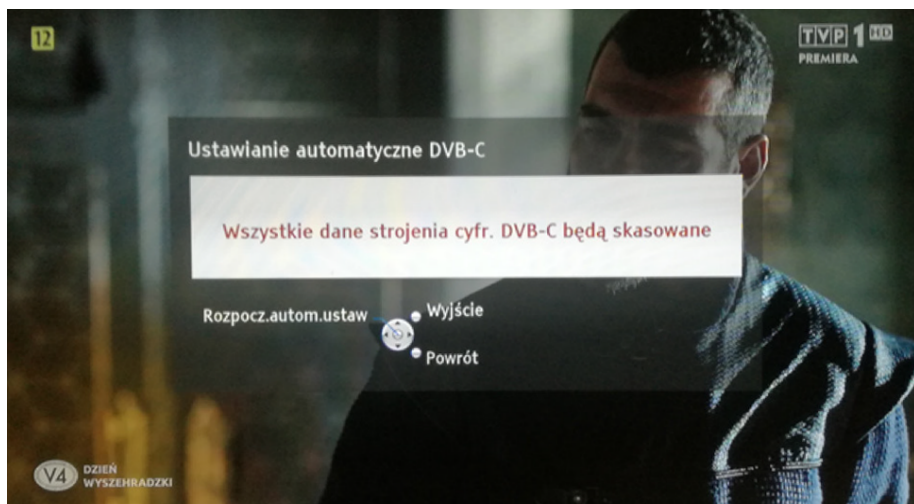 12
TVP 1 HD
PREMIERA
Ustawianie automatyczne DVB-C
Wszystkie dane strojenia cyfr. DVB-C będą skasowane
Rozpocz.autom.ustaw
Wyjście
Powrót
V4 DZIEŃ
WYSZEHRADZKI